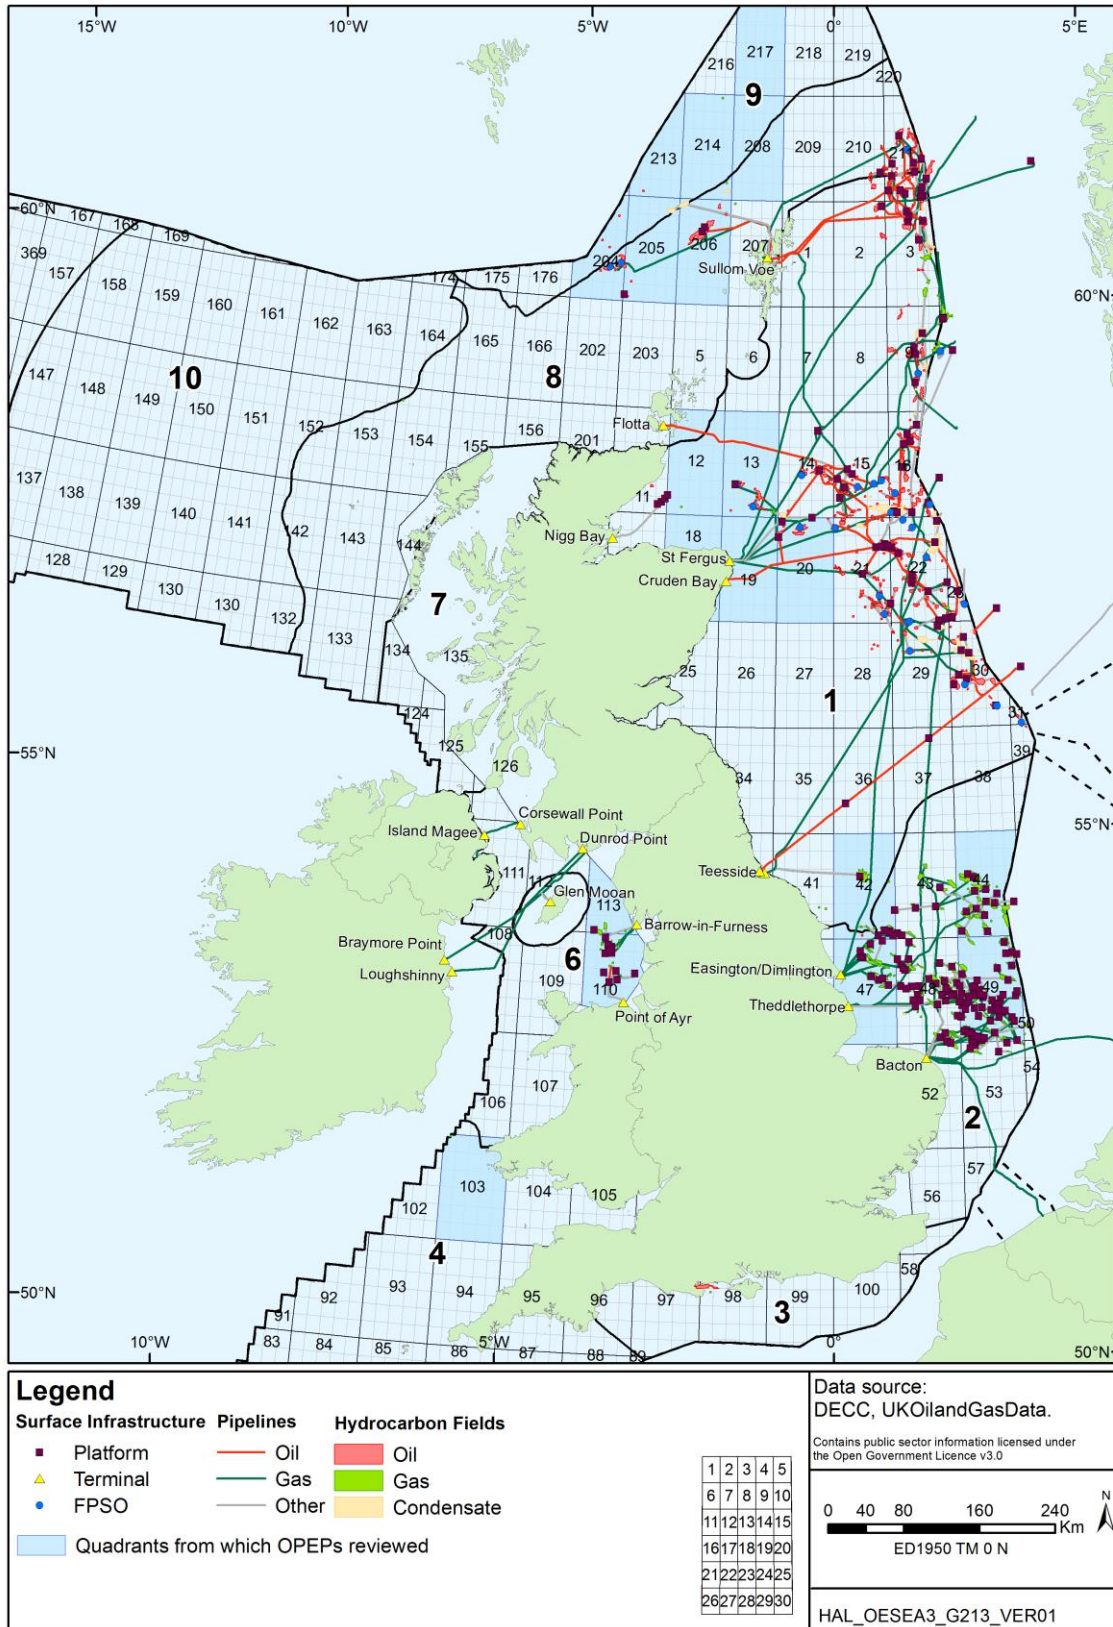 15°W 10°W 5°W 0° 5°E
217 218 219
216 220
9
214 208 209 210 21
213
60°N
167 168 169
369 157 205 206 207 1 2 3
204 Sullom Voe
158 159 160 161 162 163 164 174 175 176
60°N
165 166 202 203 5 6 7 8 9
147 148 149 150 151 152 153 154 155 156 201
10 8
Flotta
12 13 14 15 16
137 138 139 140 141 142 143 144
11
Nigg Bay 18
St Fergus
Cruden Bay 19 20 21 22 23
128 129 130 130 133 134 135
7
25 26 27 28 29 30
1
124 125 126
31
55°N
34 35 36 37 38 39
Corsewall Point
Island Magee
Dunrod Point
55°N
Teesside
41 42 43 44
111 112 Glen Mooan 113
Barrow-in-Furness
108
Braymore Point
6
Loughshinny
109 110
Easington/Dimlington
47 48 49
Theddlethorpe
Point of Ayr
50
Bacton
107 106
52 53 54
2
103 104 105
57
102 56
4
50°N
91 92 93 94 95 96 97 98 99 100 58
3
83 84 85 86 87 88 89
10°W 5°W 0° 50°N
Legend
Surface Infrastructure Pipelines Hydrocarbon Fields
Platform Oil Oil
Terminal Gas Gas
FPSO Other Condensate
Quadrants from which OPEPs reviewed
1 2 3 4 5
6 7 8 9 10
11 12 13 14 15
16 17 18 19 20
21 22 23 24 25
26 27 28 29 30
Data source:
DECC, UKOilandGasData.
Contains public sector information licensed under
the Open Government Licence v3.0
0 40 80 160 240
Km
N
ED1950 TM 0 N
HAL_OESEA3_G213_VER01